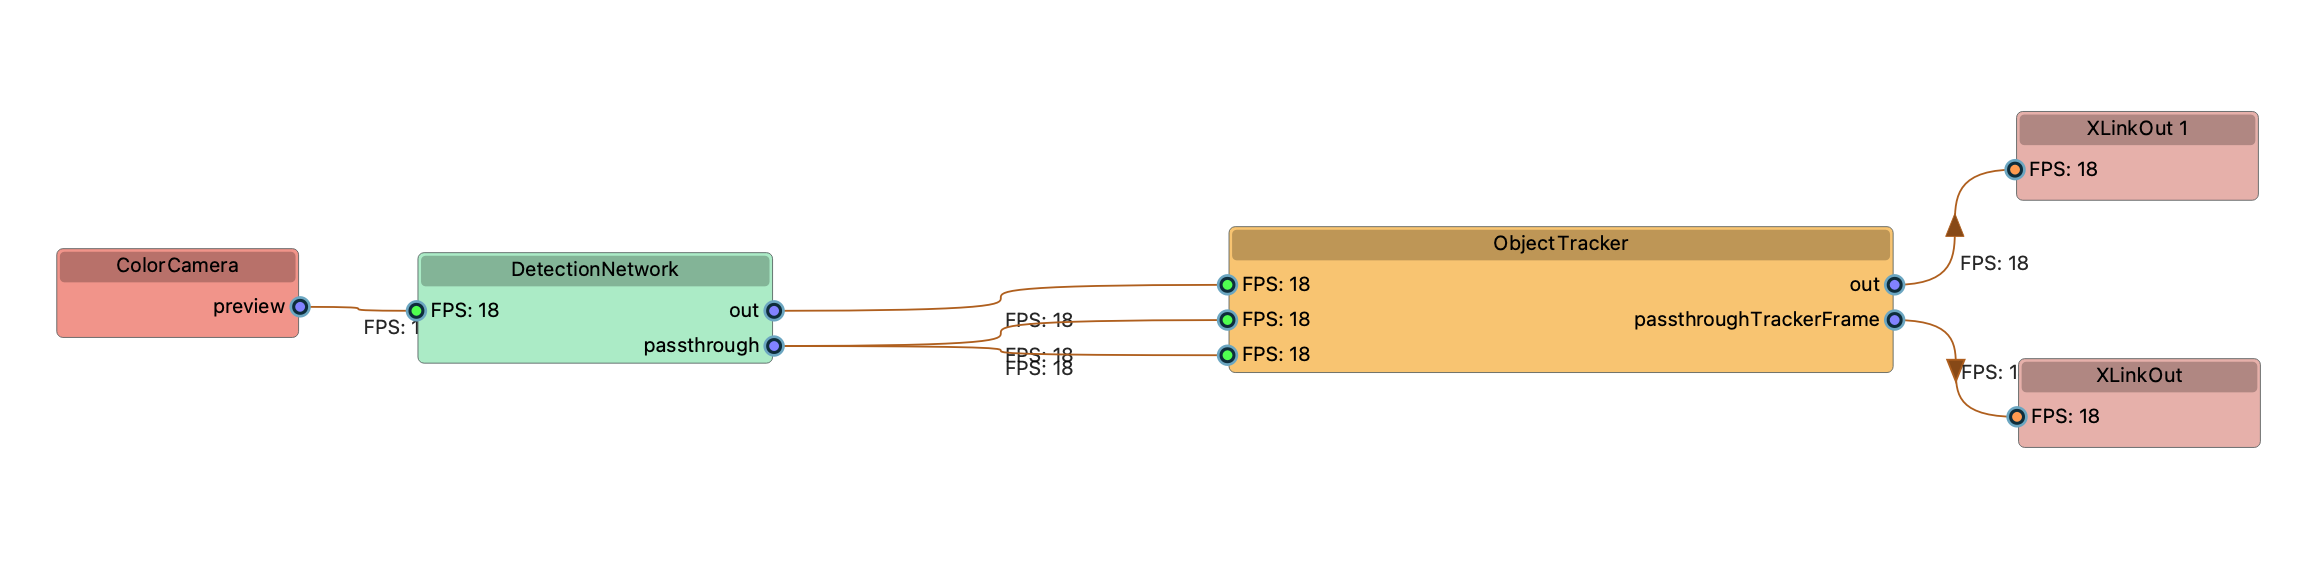 XLinkOut 1
FPS: 18
ObjectTracker
ColorCamera
FPS: 18
DetectionNetwork
FPS: 18
out
preview
FPS: 18
out
FPS: 18
FPS: 18
passthroughTrackerFrame
FPS: 1
passthrough
FPS: 18
FPS: 18
FPS: 18
FPS: 1
XLinkOut
FPS: 18